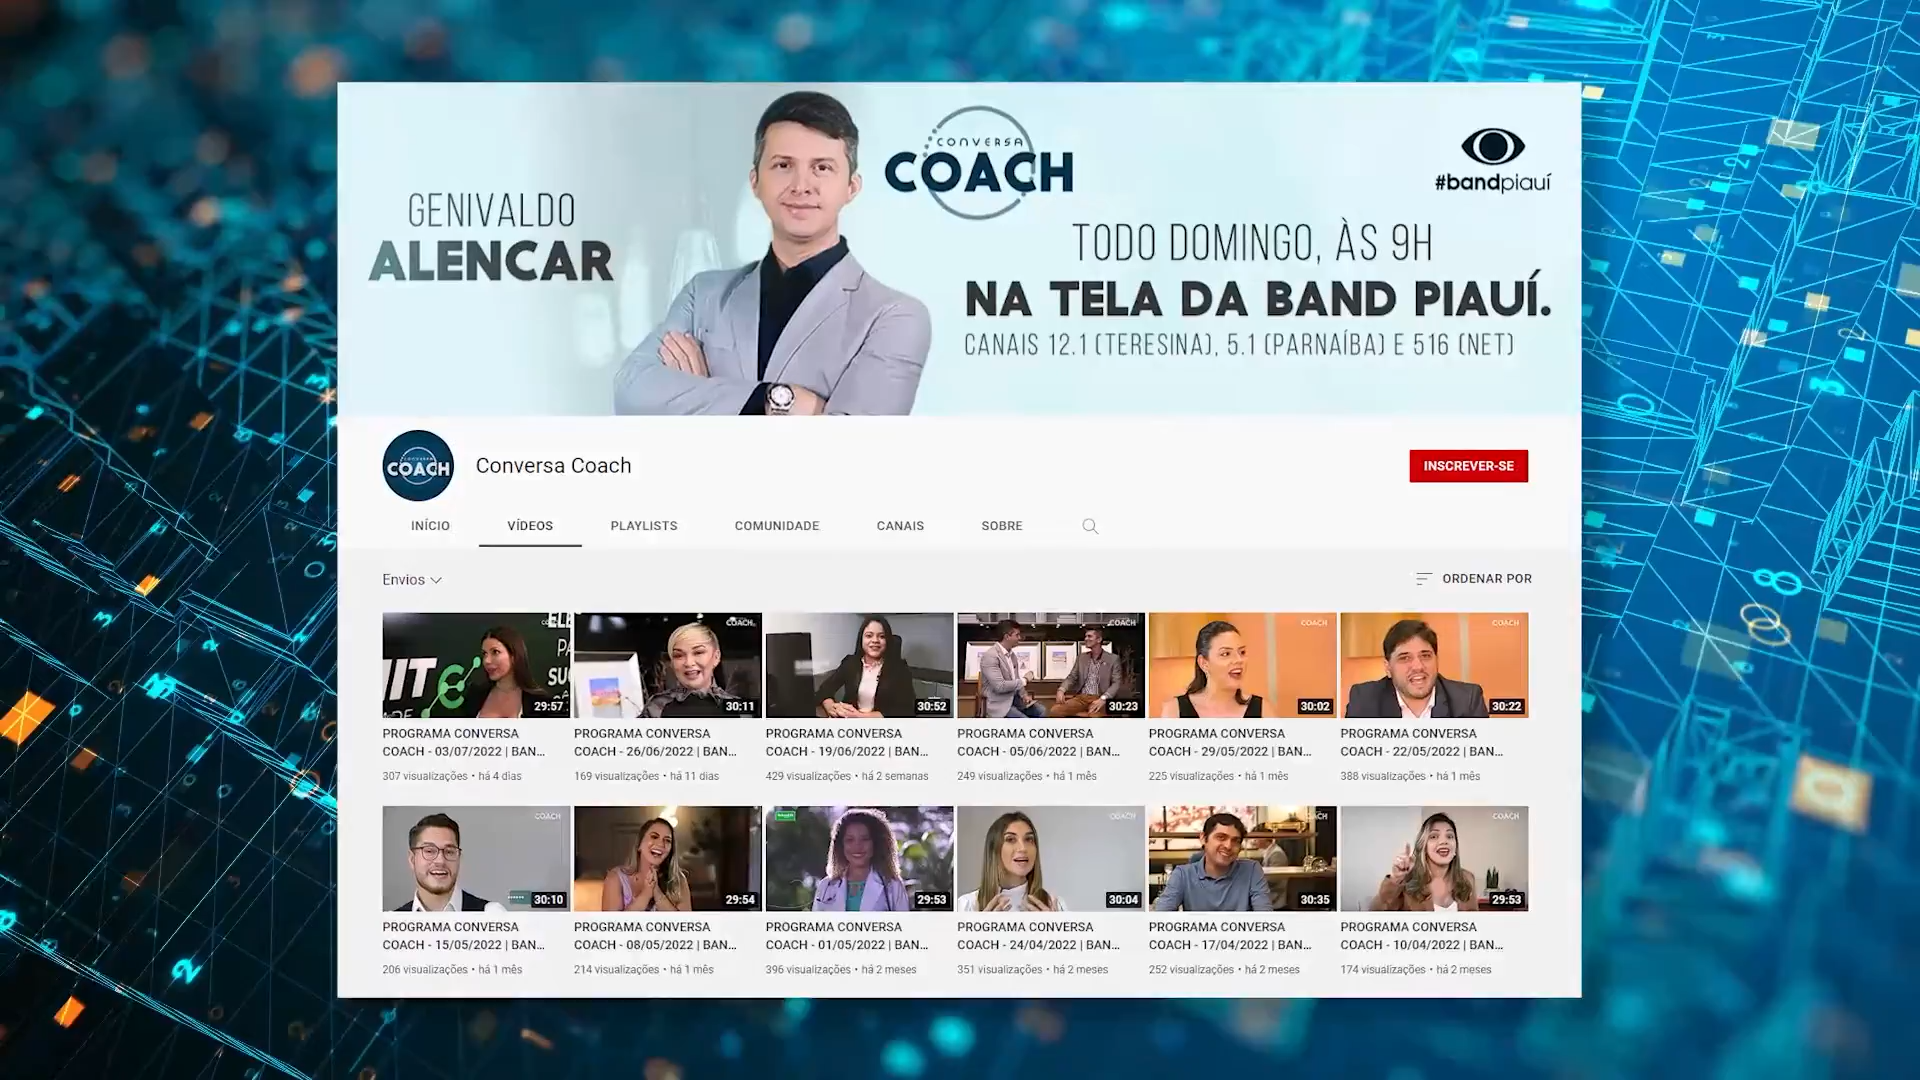 GENIVALDO
ALENCAR
CONVERSA
COACH
#bandpiauí
TODO DOMINGO, ÀS 9H
NA TELA DA BAND PIAUÍ.
CANAIS 12.1 (TERESINA), 5.1 (PARNAÍBA) E 516 (NET)
CONVERSA
COACH
Conversa Coach
INSCREVER-SE
INÍCIO VÍDEOS PLAYLISTS COMUNIDADE CANAIS SOBRE
Envios
ORDENAR POR
29:57
30:11
30:52
30:23
30:02
30:22
PROGRAMA CONVERSA
COACH - 03/07/2022 | BAN...
307 visualizações • há 4 dias
PROGRAMA CONVERSA
COACH - 26/06/2022 | BAN...
169 visualizações • há 11 dias
PROGRAMA CONVERSA
COACH - 19/06/2022 | BAN...
429 visualizações • há 2 semanas
PROGRAMA CONVERSA
COACH - 05/06/2022 | BAN...
249 visualizações • há 1 mês
PROGRAMA CONVERSA
COACH - 29/05/2022 | BAN...
225 visualizações • há 1 mês
PROGRAMA CONVERSA
COACH - 22/05/2022 | BAN...
388 visualizações • há 1 mês
30:10
29:54
29:53
30:04
30:35
29:53
PROGRAMA CONVERSA
COACH - 15/05/2022 | BAN...
206 visualizações • há 1 mês
PROGRAMA CONVERSA
COACH - 08/05/2022 | BAN...
214 visualizações • há 1 mês
PROGRAMA CONVERSA
COACH - 01/05/2022 | BAN...
396 visualizações • há 2 meses
PROGRAMA CONVERSA
COACH - 24/04/2022 | BAN...
351 visualizações • há 2 meses
PROGRAMA CONVERSA
COACH - 17/04/2022 | BAN...
252 visualizações • há 2 meses
PROGRAMA CONVERSA
COACH - 10/04/2022 | BAN...
174 visualizações • há 2 meses